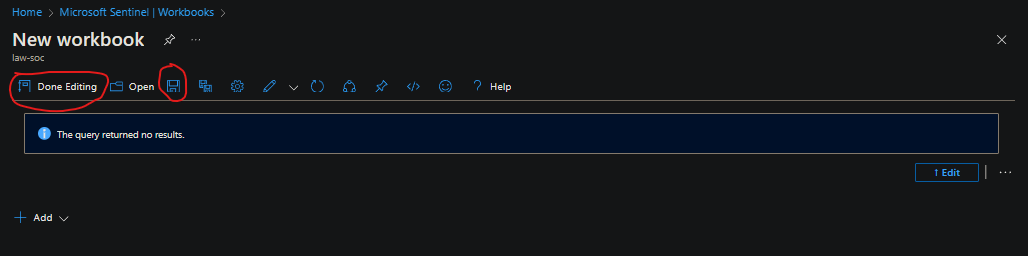 Home > Microsoft Sentinel | Workbooks >
New workbook ...
law-soc
Done Editing Open ? Help
The query returned no results.
↑ Edit | ...
+ Add